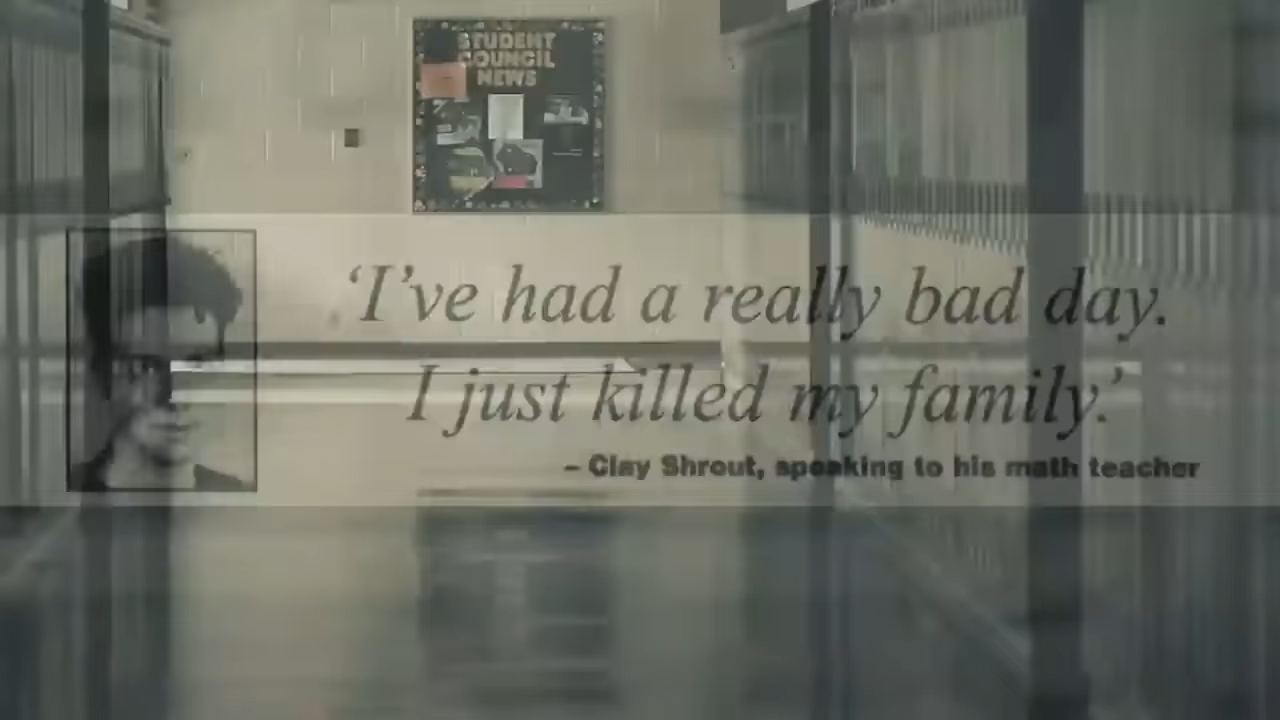 STUDENT
COUNCIL
NEWS
‘I’ve had a really bad day.
I just killed my family.’
– Clay Shrout, speaking to his math teacher